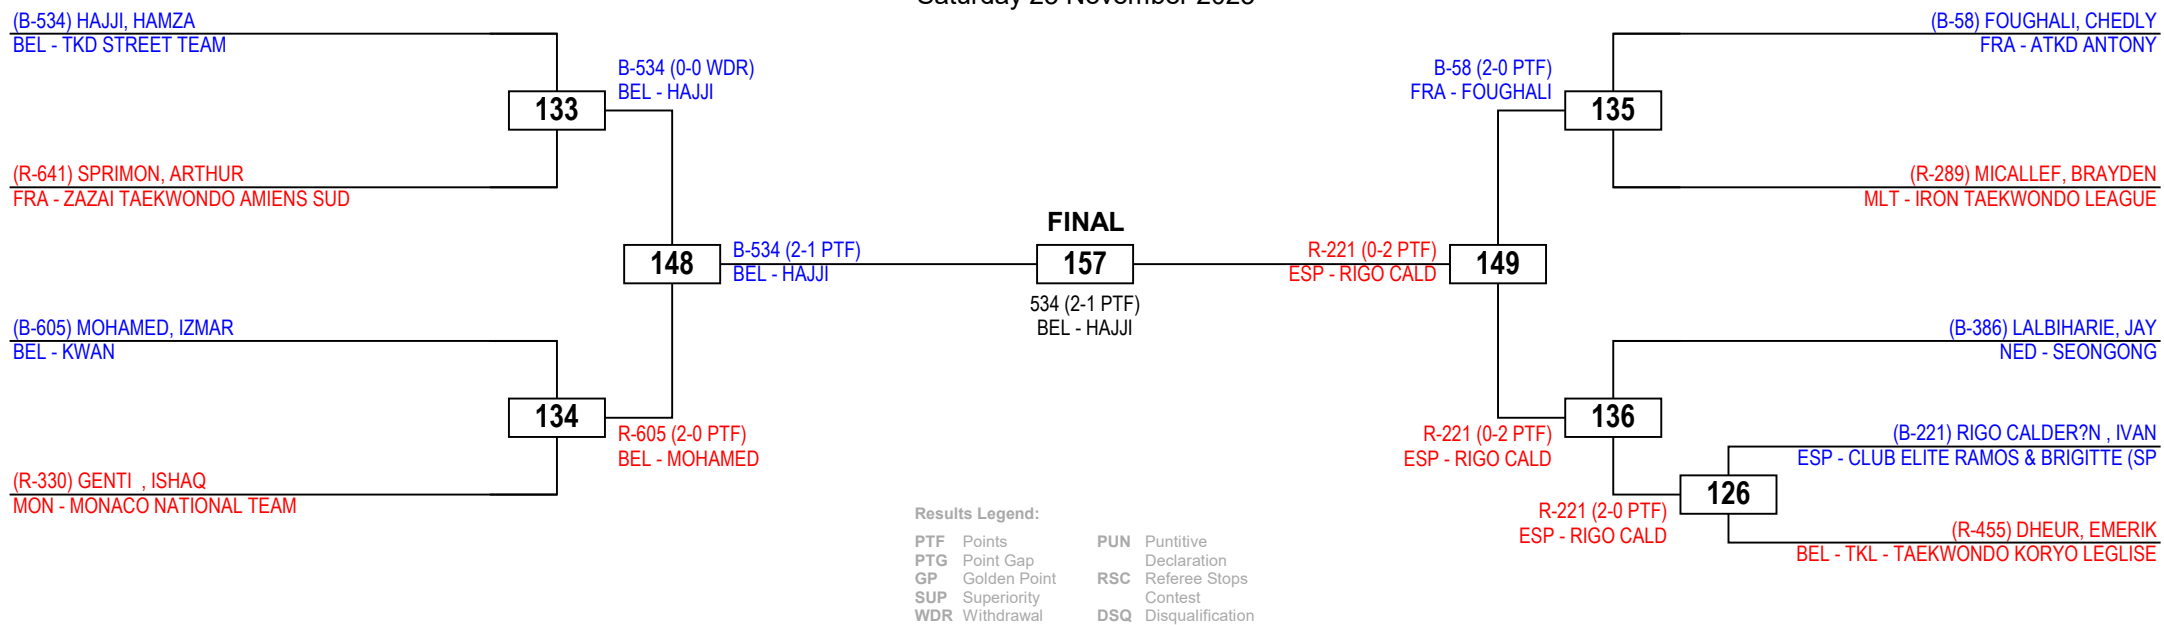 (B-534) HAJJI, HAMZA
BEL - TKD STREET TEAM
B-534 (0-0 WDR)
BEL - HAJJI
133
(R-641) SPRIMON, ARTHUR
FRA - ZAZAI TAEKWONDO AMIENS SUD
148
B-534 (2-1 PTF)
BEL - HAJJI
(B-605) MOHAMED, IZMAR
BEL - KWAN
134
R-605 (2-0 PTF)
BEL - MOHAMED
(R-330) GENTI , ISHAQ
MON - MONACO NATIONAL TEAM
FINAL
157
534 (2-1 PTF)
BEL - HAJJI
(B-58) FOUGHALI, CHEDLY
FRA - ATKD ANTONY
B-58 (2-0 PTF)
FRA - FOUGHALI
135
(R-289) MICALLEF, BRAYDEN
MLT - IRON TAEKWONDO LEAGUE
R-221 (0-2 PTF)
ESP - RIGO CALD
149
(B-386) LALBIHARIE, JAY
NED - SEONGONG
136
R-221 (0-2 PTF)
ESP - RIGO CALD
(B-221) RIGO CALDER?N , IVAN
ESP - CLUB ELITE RAMOS & BRIGITTE (SP
126
R-221 (2-0 PTF)
ESP - RIGO CALD
(R-455) DHEUR, EMERIK
BEL - TKL - TAEKWONDO KORYO LEGLISE
Results Legend:
PTF Points
PTG Point Gap
GP Golden Point
SUP Superiority
WDR Withdrawal
PUN Puntitive
Declaration
RSC Referee Stops
Contest
DSQ Disqualification